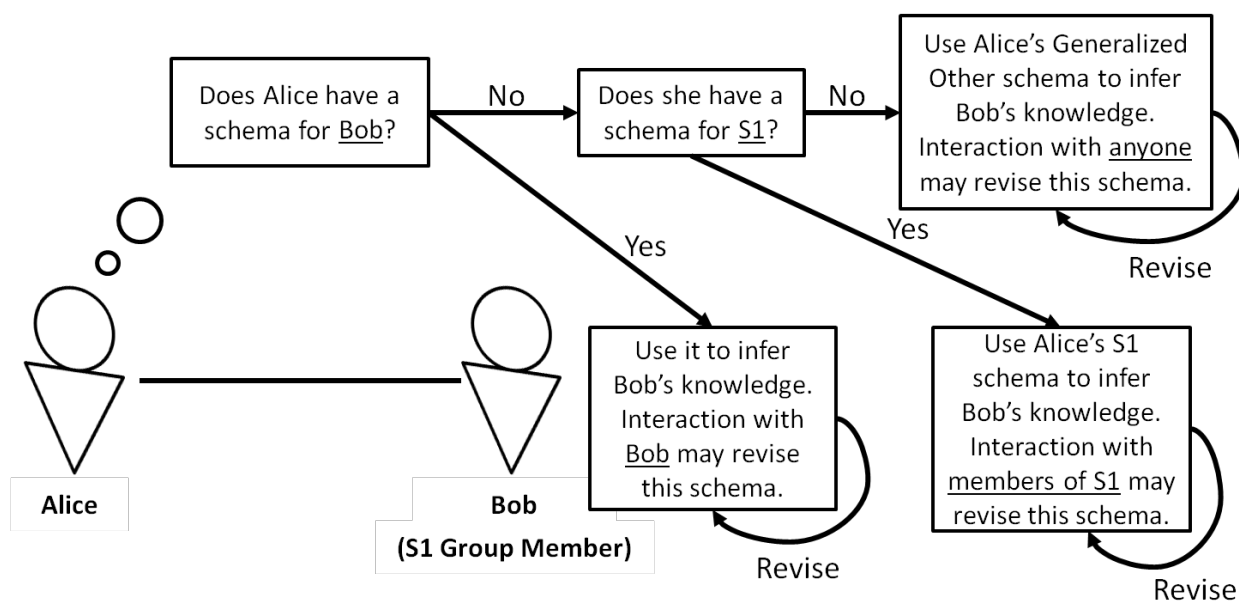 Does Alice have a
schema for Bob?
No
Does she have a
schema for S1?
No
Use Alice’s Generalized
Other schema to infer
Bob’s knowledge.
Interaction with anyone
may revise this schema.
Revise
Yes
Yes
Use it to infer
Bob’s knowledge.
Interaction with
Bob may revise
this schema.
Revise
Use Alice’s S1
schema to infer
Bob’s knowledge.
Interaction with
members of S1 may
revise this schema.
Revise
Alice
Bob
(S1 Group Member)